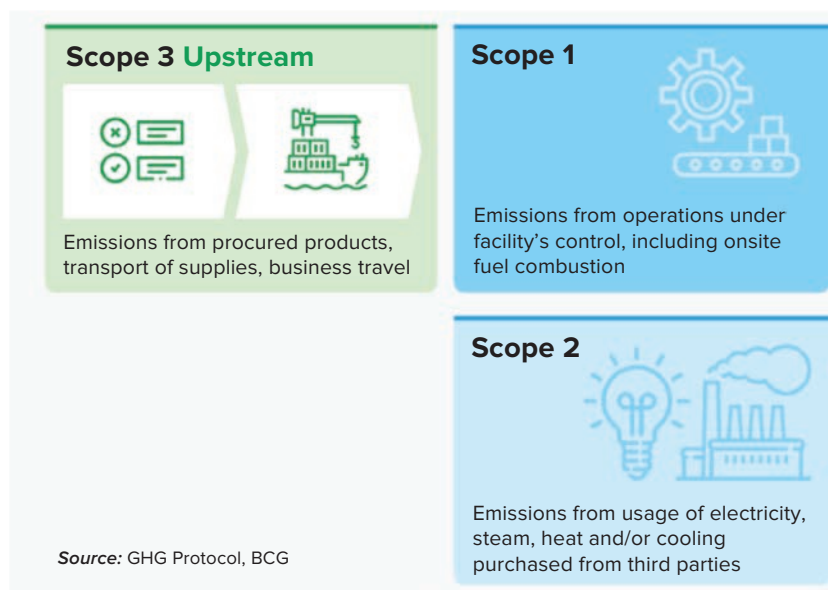 Scope 3 Upstream
Emissions from procured products,
transport of supplies, business travel
Scope 1
Emissions from operations under
facility's control, including onsite
fuel combustion
Scope 2
Emissions from usage of electricity,
steam, heat and/or cooling
purchased from third parties
Source: GHG Protocol, BCG